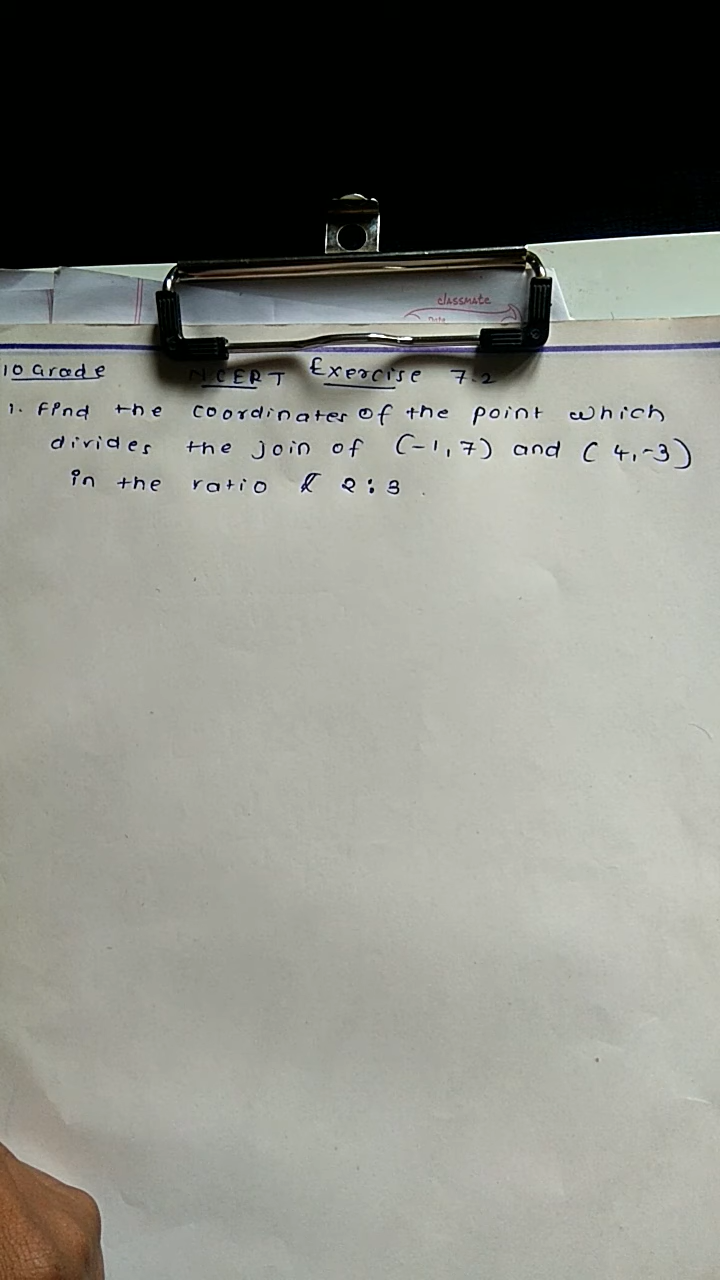 classmate
Date
10 Grade NCERT Exercise 7.2
1. Find the coordinates of the point which
divides the join of (-1,7) and (4,-3)
in the ratio 2:3.